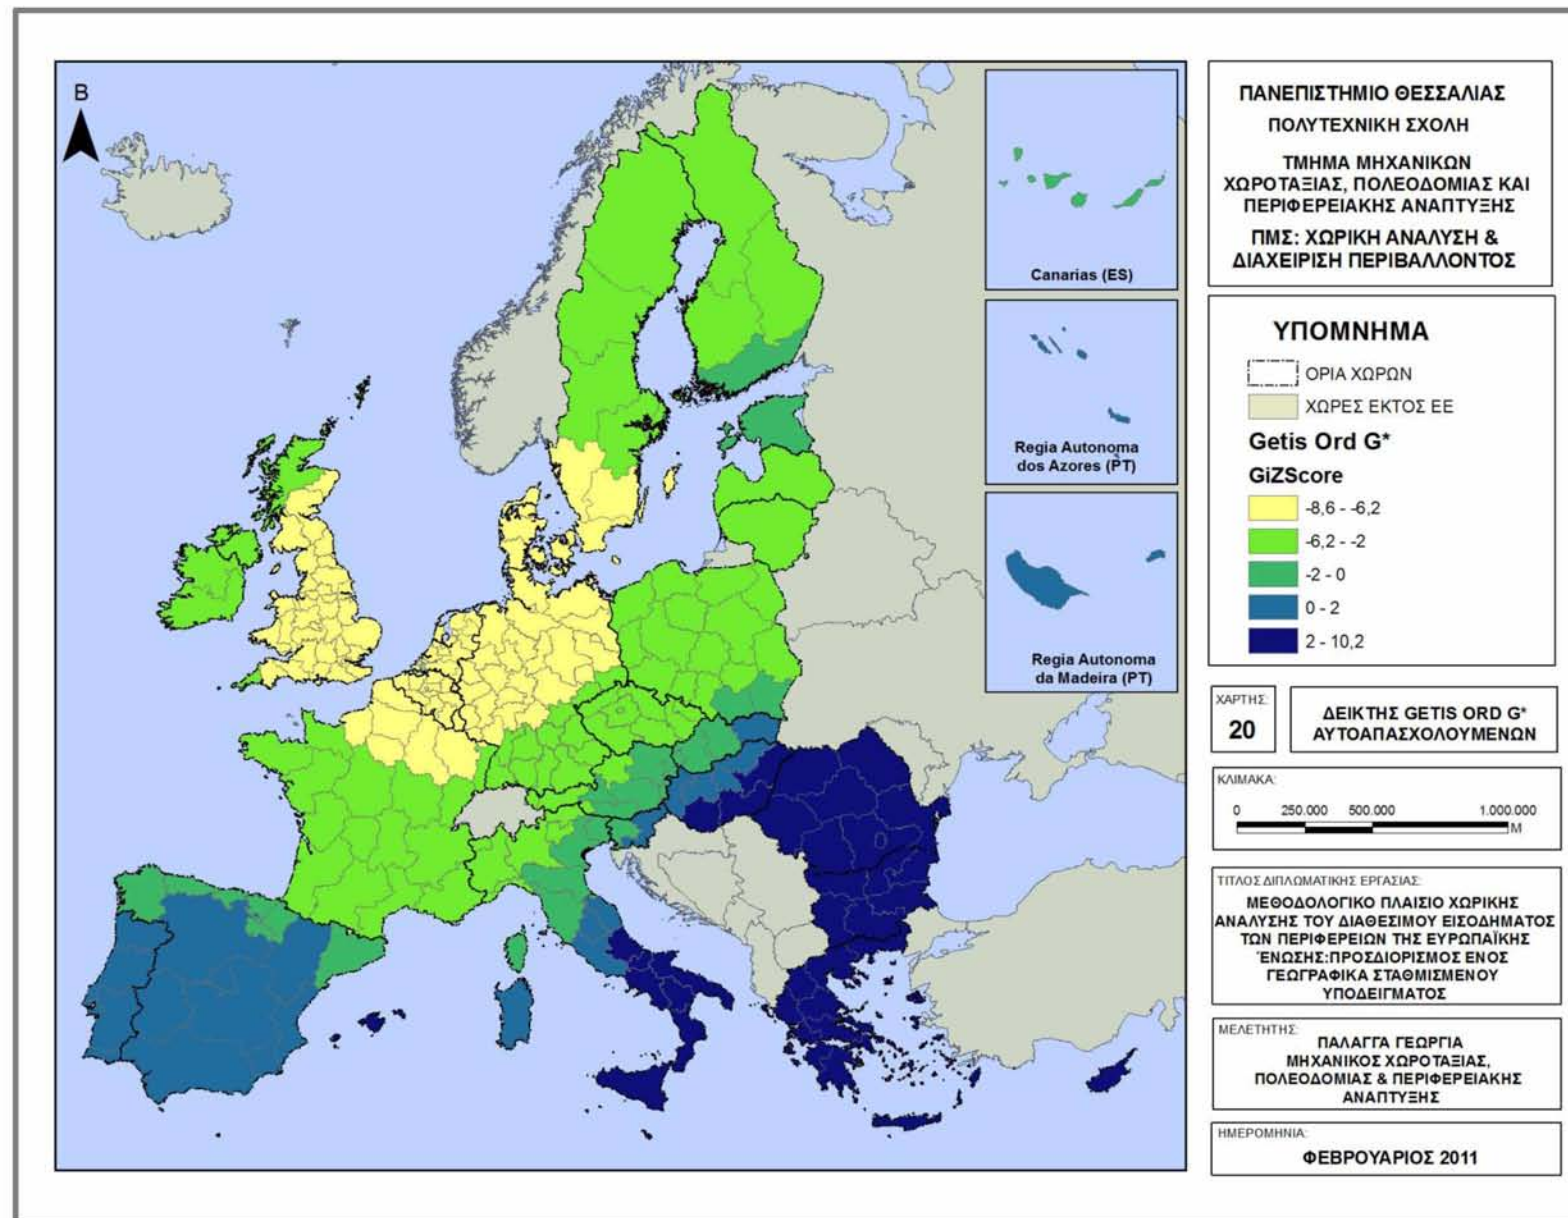 B
Canarias (ES)
Regia Autonoma
dos Azores (PT)
Regia Autonoma
da Madeira (PT)
ΠΑΝΕΠΙΣΤΗΜΙΟ ΘΕΣΣΑΛΙΑΣ
ΠΟΛΥΤΕΧΝΙΚΗ ΣΧΟΛΗ
ΤΜΗΜΑ ΜΗΧΑΝΙΚΩΝ
ΧΩΡΟΤΑΞΙΑΣ, ΠΟΛΕΟΔΟΜΙΑΣ ΚΑΙ
ΠΕΡΙΦΕΡΕΙΑΚΗΣ ΑΝΑΠΤΥΞΗΣ
ΠΜΣ: ΧΩΡΙΚΗ ΑΝΑΛΥΣΗ &
ΔΙΑΧΕΙΡΙΣΗ ΠΕΡΙΒΑΛΛΟΝΤΟΣ
ΥΠΟΜΝΗΜΑ
ΟΡΙΑ ΧΩΡΩΝ
ΧΩΡΕΣ ΕΚΤΟΣ ΕΕ
Getis Ord G*
GiZScore
-8,6 - -6,2
-6,2 - -2
-2 - 0
0 - 2
2 - 10,2
ΧΑΡΤΗΣ:
20
ΔΕΙΚΤΗΣ GETIS ORD G*
ΑΥΤΟΑΠΑΣΧΟΛΟΥΜΕΝΩΝ
ΚΛΙΜΑΚΑ:
0 250.000 500.000 1.000.000
M
ΤΙΤΛΟΣ ΔΙΠΛΩΜΑΤΙΚΗΣ ΕΡΓΑΣΙΑΣ:
ΜΕΘΟΔΟΛΟΓΙΚΟ ΠΛΑΙΣΙΟ ΧΩΡΙΚΗΣ
ΑΝΑΛΥΣΗΣ ΤΟΥ ΔΙΑΘΕΣΙΜΟΥ ΕΙΣΟΔΗΜΑΤΟΣ
ΤΩΝ ΠΕΡΙΦΕΡΕΙΩΝ ΤΗΣ ΕΥΡΩΠΑΪΚΗΣ
ΈΝΩΣΗΣ:ΠΡΟΣΔΙΟΡΙΣΜΟΣ ΕΝΟΣ
ΓΕΩΓΡΑΦΙΚΑ ΣΤΑΘΜΙΣΜΕΝΟΥ
ΥΠΟΔΕΙΓΜΑΤΟΣ
ΜΕΛΕΤΗΤΗΣ:
ΠΑΛΑΓΓΑ ΓΕΩΡΓΙΑ
ΜΗΧΑΝΙΚΟΣ ΧΩΡΟΤΑΞΙΑΣ,
ΠΟΛΕΟΔΟΜΙΑΣ & ΠΕΡΙΦΕΡΕΙΑΚΗΣ
ΑΝΑΠΤΥΞΗΣ
ΗΜΕΡΟΜΗΝΙΑ:
ΦΕΒΡΟΥΑΡΙΟΣ 2011